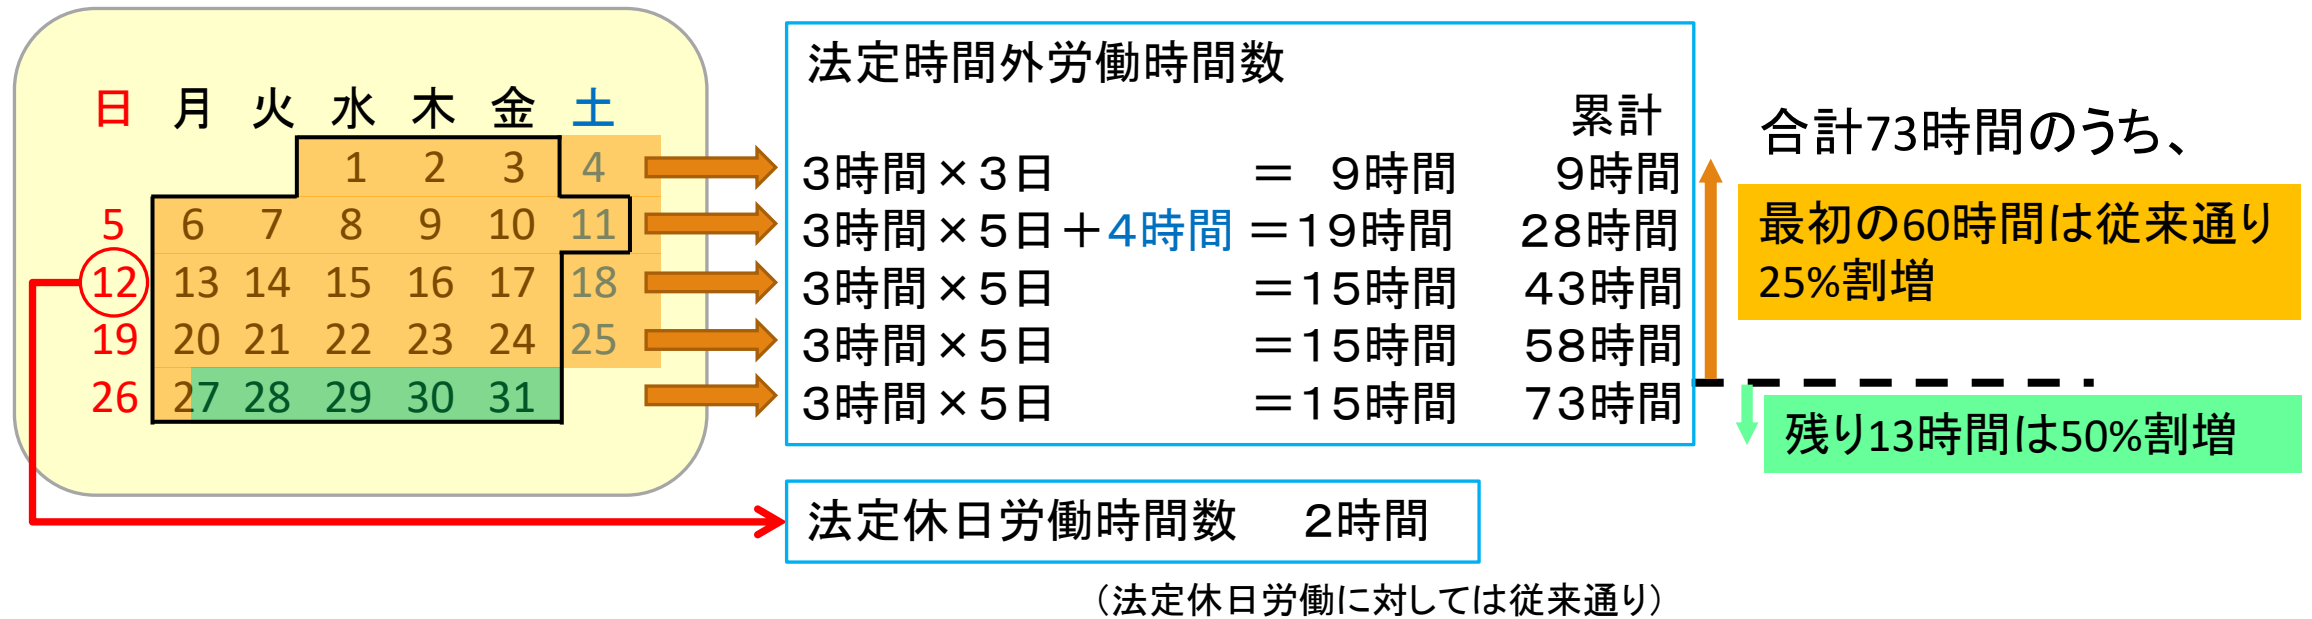 日 月 火 水 木 金 土
1 2 3 4
5 6 7 8 9 10 11
12 13 14 15 16 17 18
19 20 21 22 23 24 25
26 27 28 29 30 31
法定時間外労働時間数
累計
3時間×3日 = 9時間 9時間
3時間×5日+4時間=19時間 28時間
3時間×5日 =15時間 43時間
3時間×5日 =15時間 58時間
3時間×5日 =15時間 73時間
合計73時間のうち、
最初の60時間は従来通り
25%割増
残り13時間は50%割増
法定休日労働時間数 2時間
(法定休日労働に対しては従来通り)